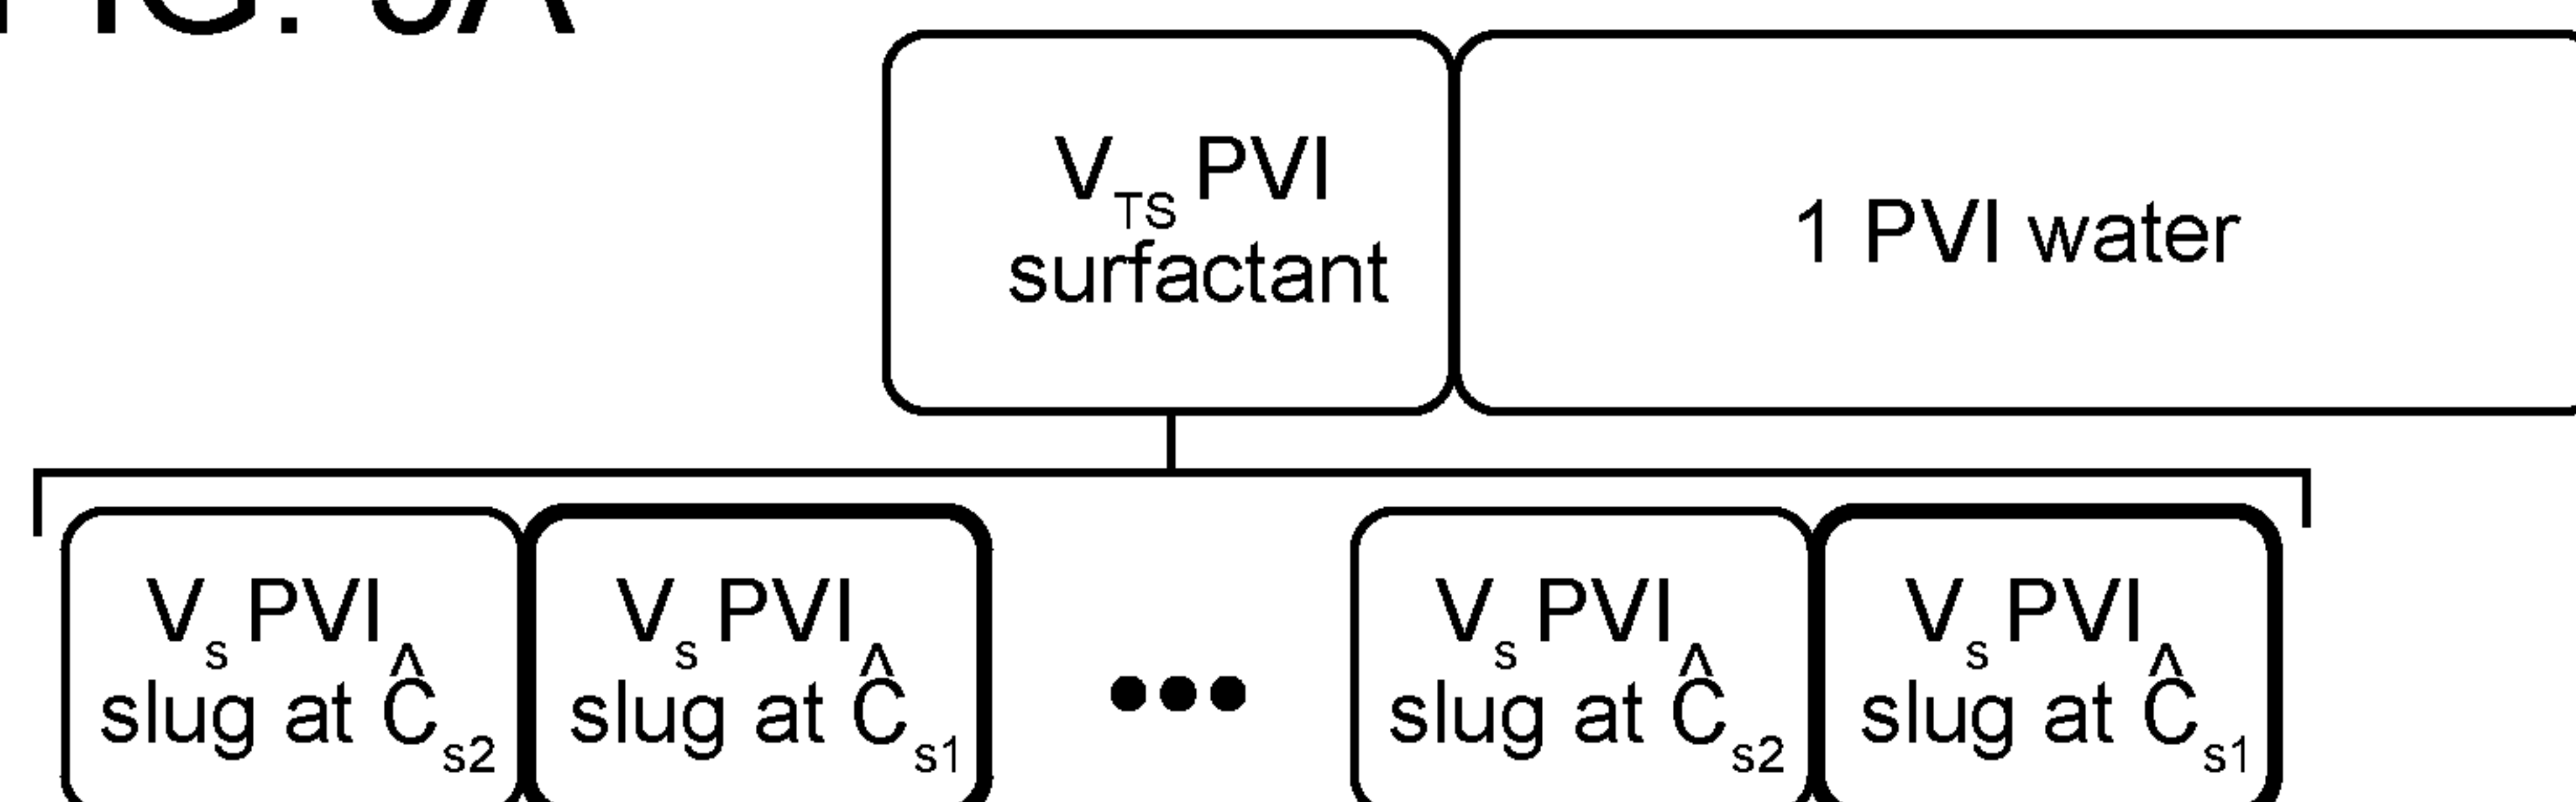 FIG.
V_TS PVI
surfactant
1 PVI water
V_s PVI
slug at Ĉ_s2
V_s PVI
slug at Ĉ_s1
•••
V_s PVI
slug at Ĉ_s2
V_s PVI
slug at Ĉ_s1